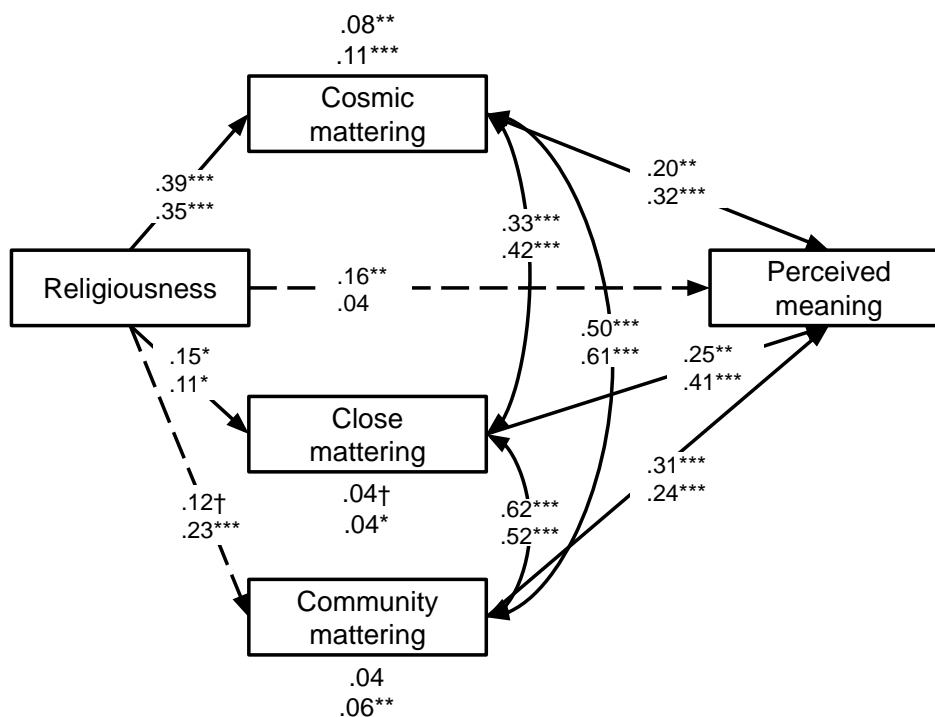 .08**
.11***
Cosmic
mattering
.39***
.35***
.20**
.32***
.33***
.42***
Religiousness
.16**
.04
Perceived
meaning
.50***
.61***
.15*
.11*
.25**
.41***
Close
mattering
.04†
.04*
.31***
.24***
.12†
.23***
.62***
.52***
Community
mattering
.04
.06**